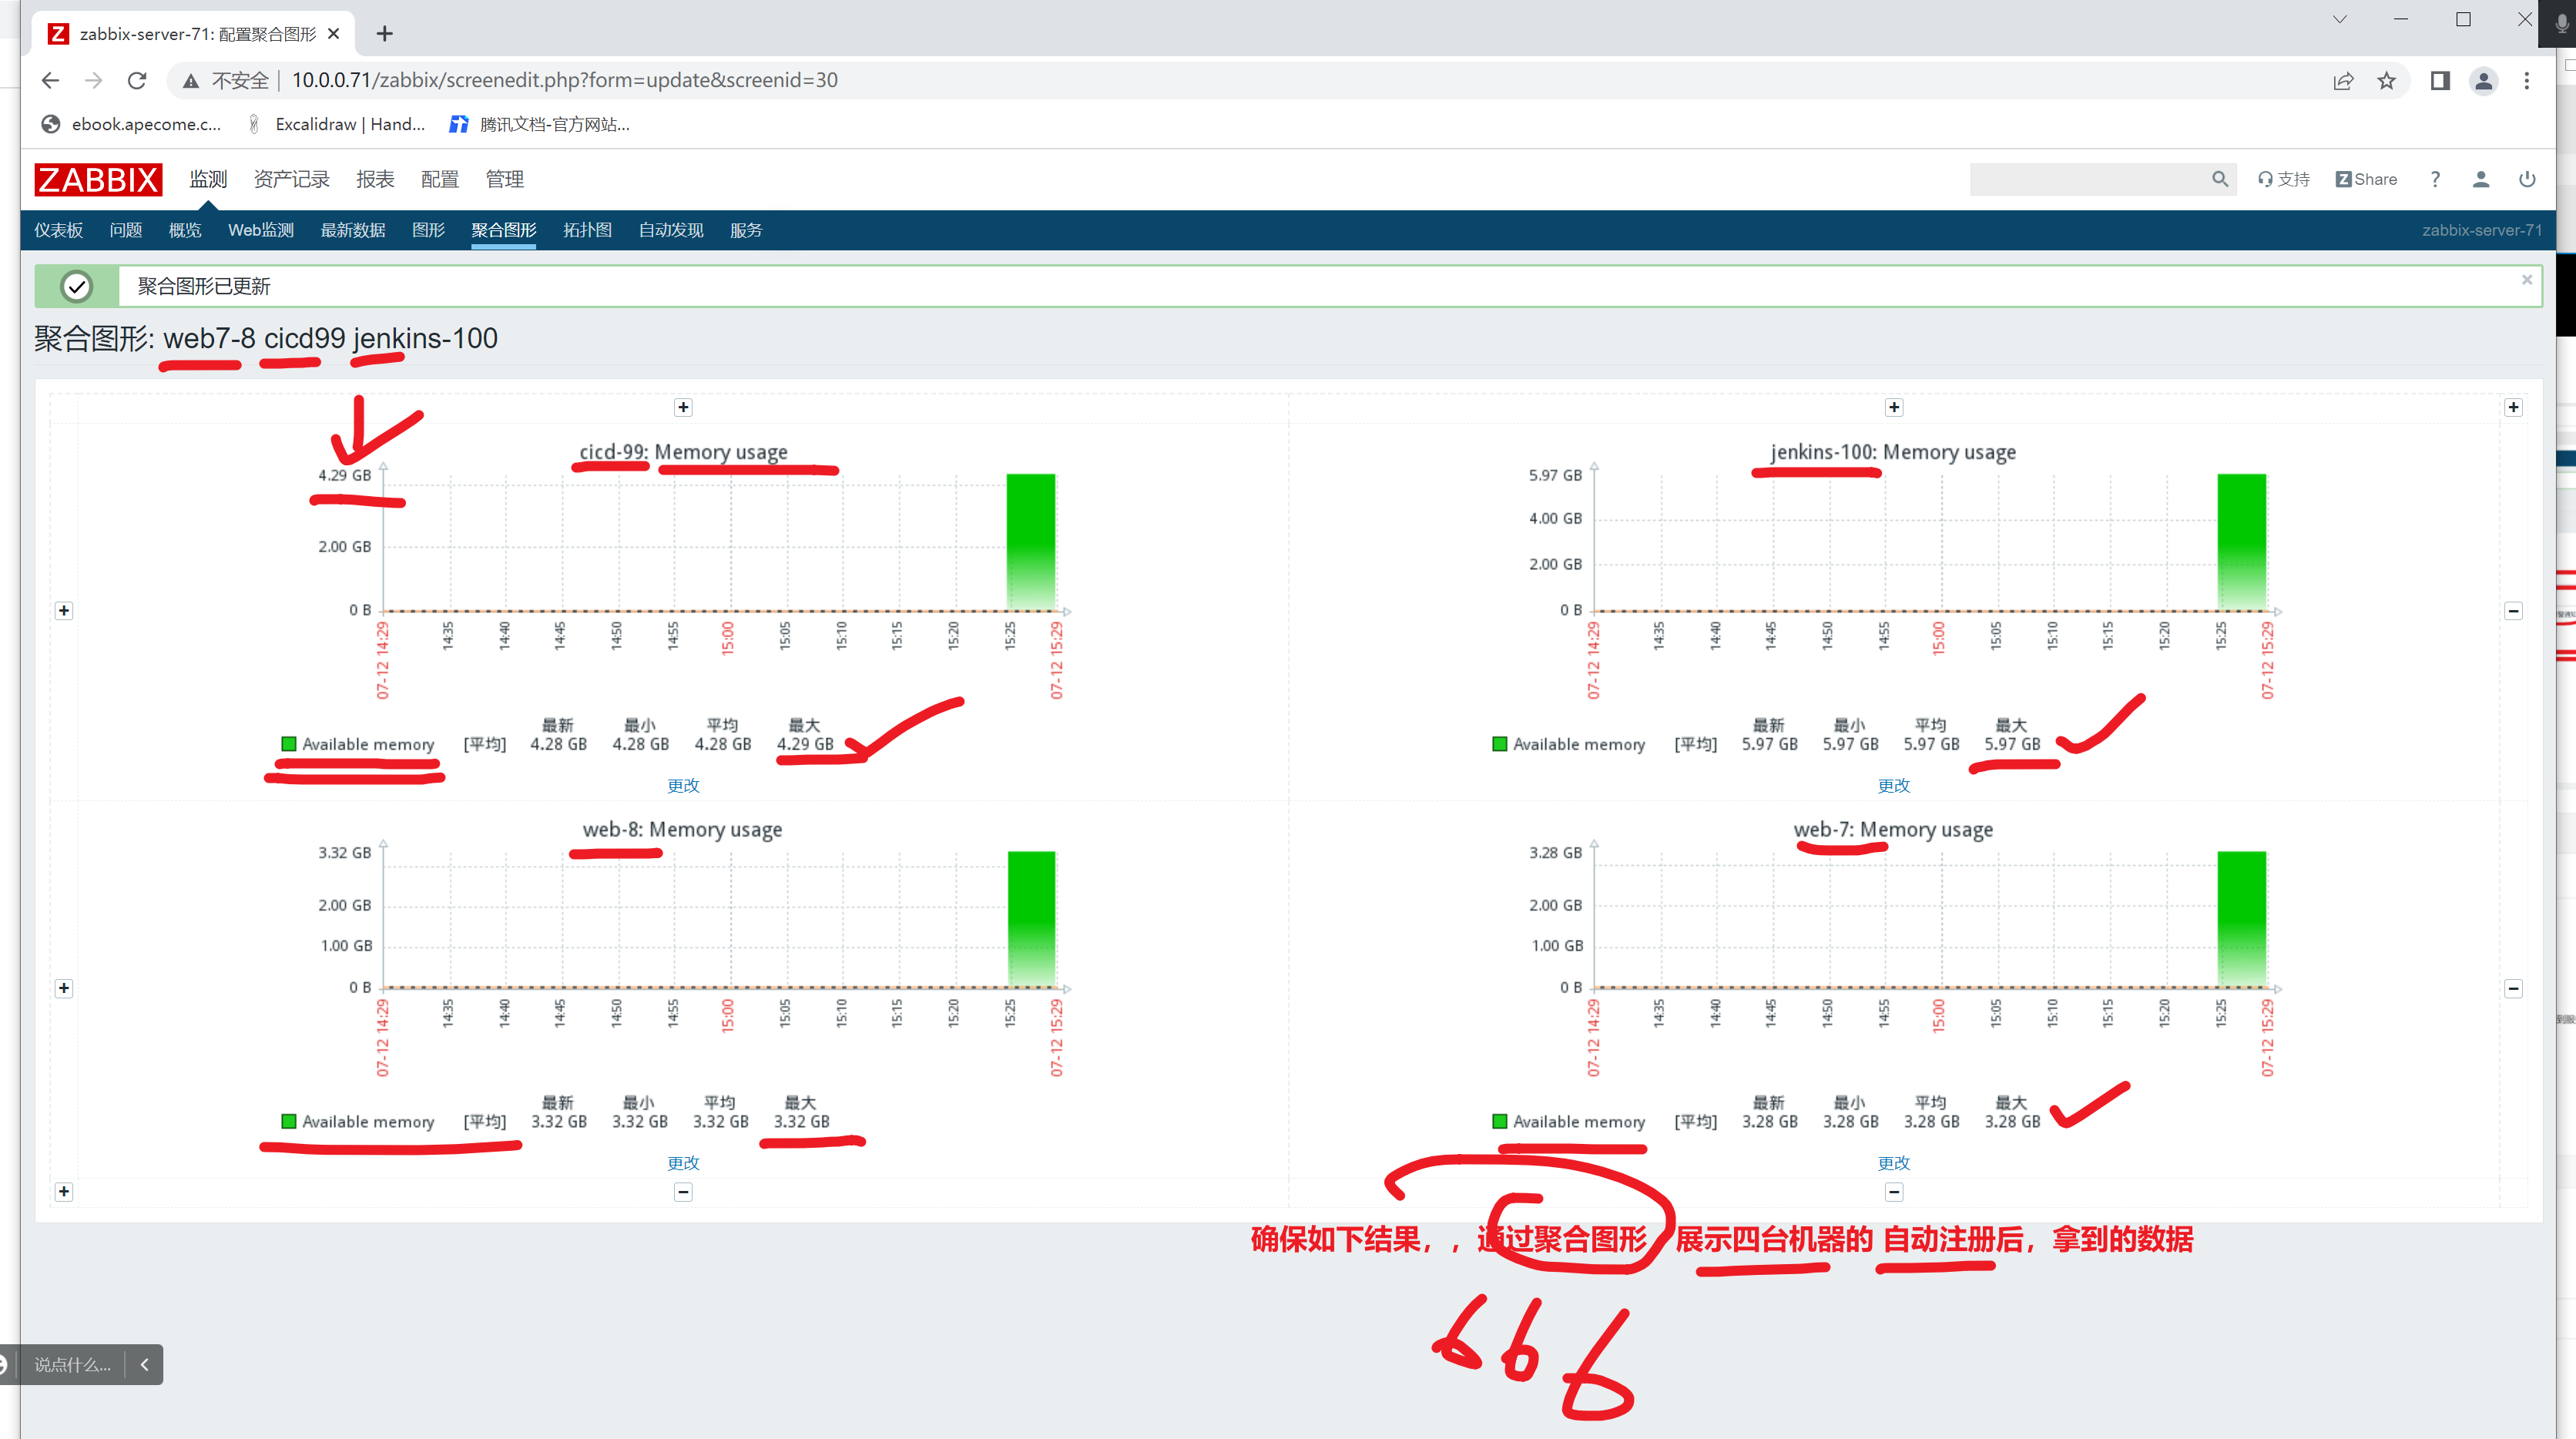 zabbix-server-71: 配置聚合图形
不安全 | 10.0.0.71/zabbix/screenedit.php?form=update&screenid=30
ebook.apecome.c... Excalidraw | Hand... 腾讯文档-官方网站...
ZABBIX 监测 资产记录 报表 配置 管理 支持 Z Share ?
仪表板 问题 概览 Web监测 最新数据 图形 聚合图形 拓扑图 自动发现 服务 zabbix-server-71
聚合图形已更新
聚合图形: web7-8 cicd99 jenkins-100
cicd-99: Memory usage
4.29 GB
2.00 GB
0 B
07-12 14:29 14:35 14:40 14:45 14:50 14:55 15:00 15:05 15:10 15:15 15:20 15:25 07-12 15:29
最新 最小 平均 最大
Available memory [平均] 4.28 GB 4.28 GB 4.28 GB 4.29 GB
更改
jenkins-100: Memory usage
5.97 GB
4.00 GB
2.00 GB
0 B
07-12 14:29 14:35 14:40 14:45 14:50 14:55 15:00 15:05 15:10 15:15 15:20 15:25 07-12 15:29
最新 最小 平均 最大
Available memory [平均] 5.97 GB 5.97 GB 5.97 GB 5.97 GB
更改
web-8: Memory usage
3.32 GB
2.00 GB
1.00 GB
0 B
07-12 14:29 14:35 14:40 14:45 14:50 14:55 15:00 15:05 15:10 15:15 15:20 15:25 07-12 15:29
最新 最小 平均 最大
Available memory [平均] 3.32 GB 3.32 GB 3.32 GB 3.32 GB
更改
web-7: Memory usage
3.28 GB
2.00 GB
1.00 GB
0 B
07-12 14:29 14:35 14:40 14:45 14:50 14:55 15:00 15:05 15:10 15:15 15:20 15:25 07-12 15:29
最新 最小 平均 最大
Available memory [平均] 3.28 GB 3.28 GB 3.28 GB 3.28 GB
更改
确保如下结果，，通过聚合图形，展示四台机器的 自动注册后，拿到的数据
666
说点什么...